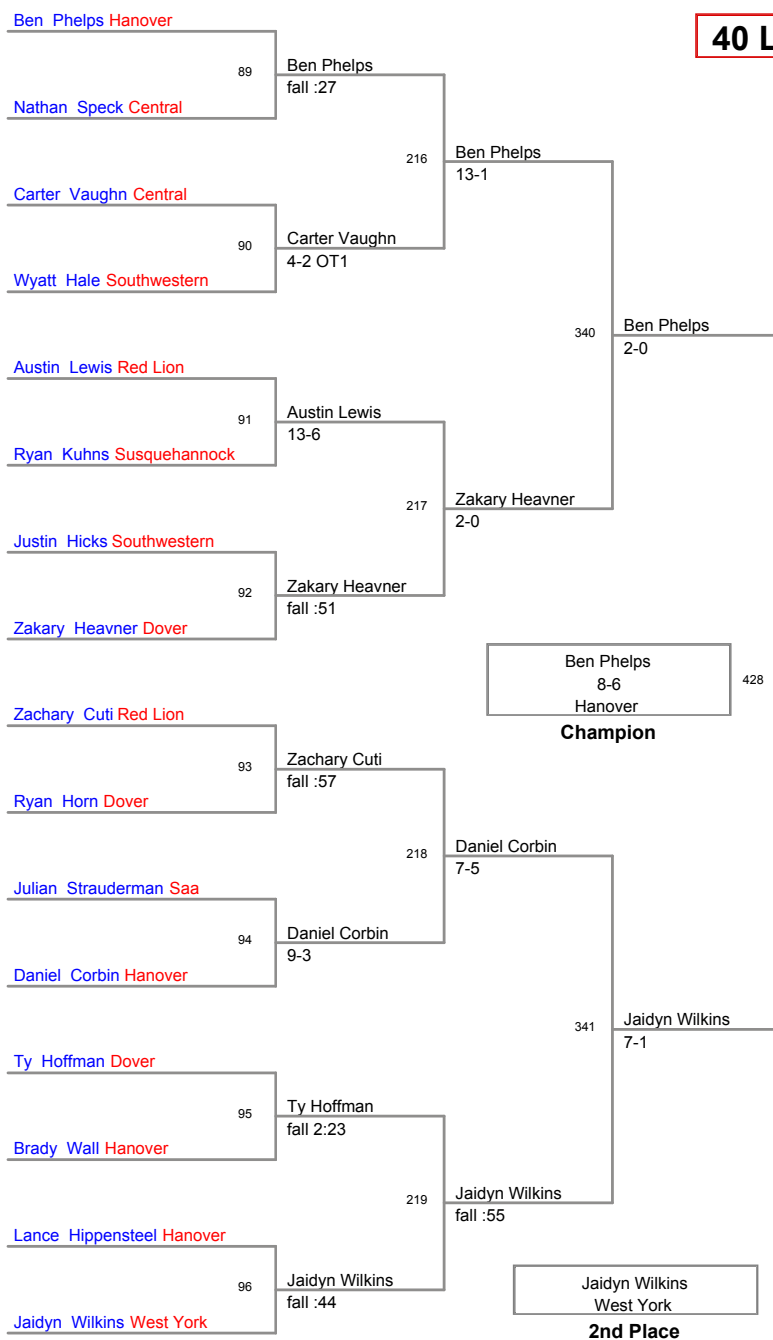 Ben Phelps Hanover
40 L
89
Ben Phelps
fall :27
Nathan Speck Central
216
Ben Phelps
13-1
Carter Vaughn Central
90
Carter Vaughn
4-2 OT1
Wyatt Hale Southwestern
340
Ben Phelps
2-0
Austin Lewis Red Lion
91
Austin Lewis
13-6
Ryan Kuhns Susquehannock
217
Zakary Heavner
2-0
Justin Hicks Southwestern
92
Zakary Heavner
fall :51
Zakary Heavner Dover
Ben Phelps
8-6
Hanover
428
Champion
Zachary Cuti Red Lion
93
Zachary Cuti
fall :57
Ryan Horn Dover
218
Daniel Corbin
7-5
Julian Strauderman Saa
94
Daniel Corbin
9-3
Daniel Corbin Hanover
341
Jaidyn Wilkins
7-1
Ty Hoffman Dover
95
Ty Hoffman
fall 2:23
Brady Wall Hanover
219
Jaidyn Wilkins
fall :55
Lance Hippensteel Hanover
96
Jaidyn Wilkins
fall :44
Jaidyn Wilkins West York
Jaidyn Wilkins
West York
2nd Place